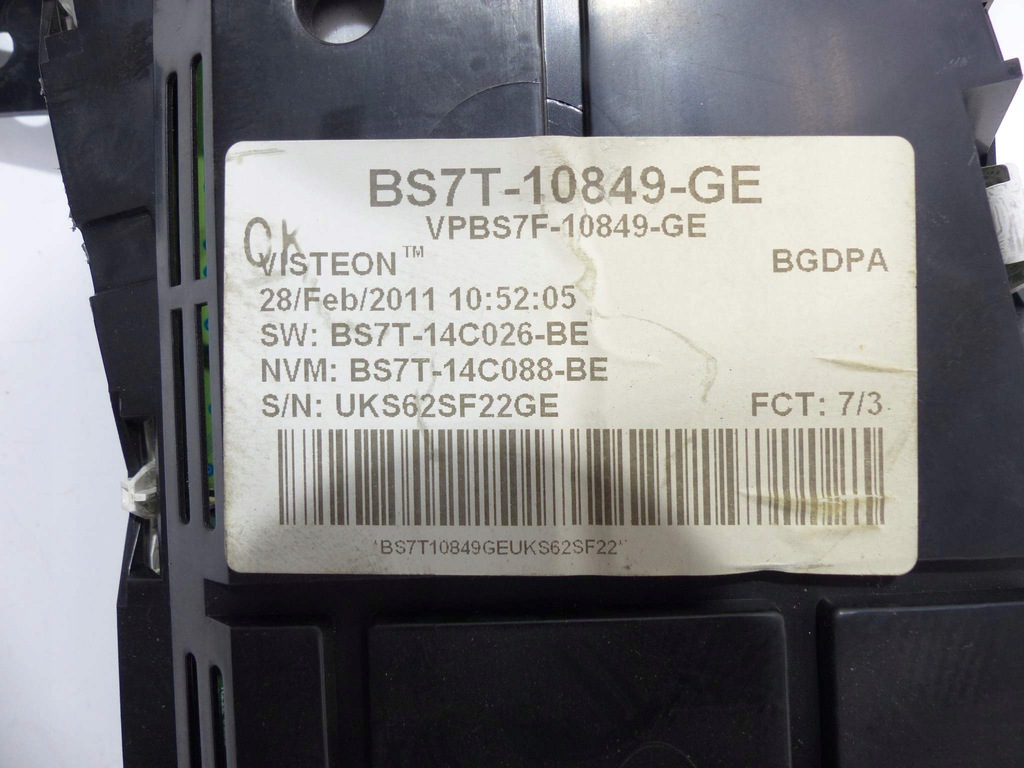 BS7T-10849-GE
VPBS7F-10849-GE
OK
VISTEON™ BGDPA
28/Feb/2011 10:52:05
SW: BS7T-14C026-BE
NVM: BS7T-14C088-BE
S/N: UKS62SF22GE FCT: 7/3
*BS7T10849GEUKS62SF22*